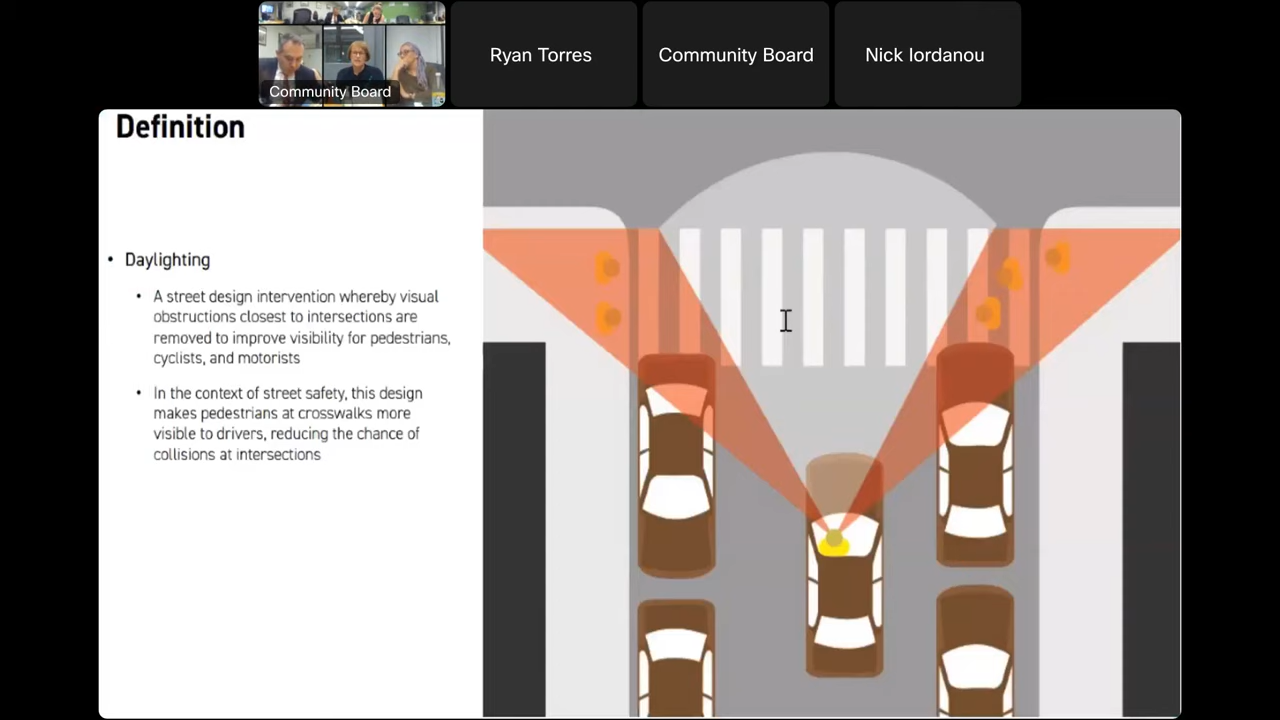 Community Board
Ryan Torres
Community Board
Nick Iordanou
Definition
• Daylighting
• A street design intervention whereby visual
obstructions closest to intersections are
removed to improve visibility for pedestrians,
cyclists, and motorists
• In the context of street safety, this design
makes pedestrians at crosswalks more
visible to drivers, reducing the chance of
collisions at intersections